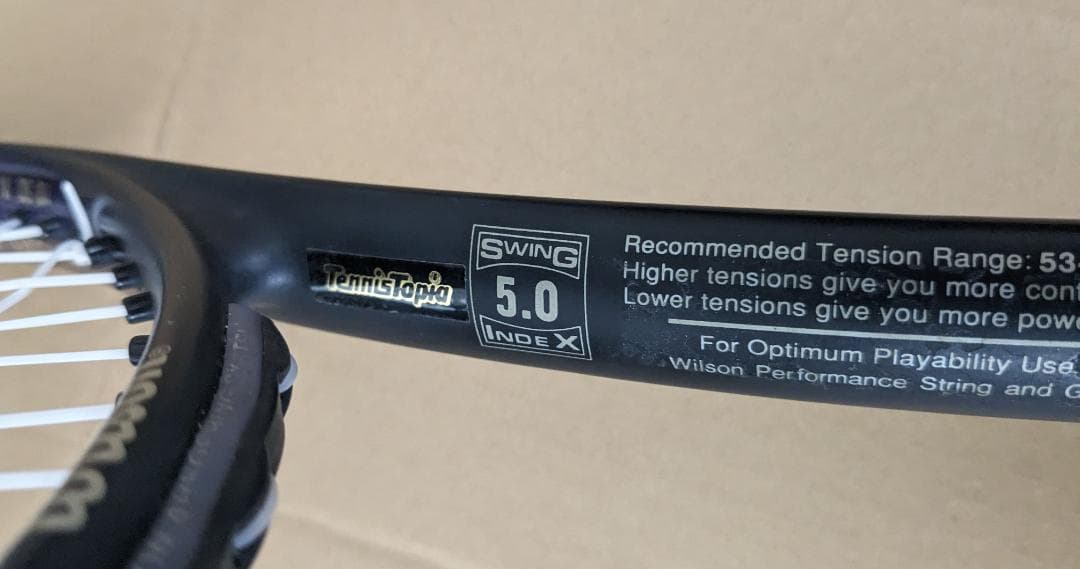 TennisTopia
SWING
5.0
INDEX
Recommended Tension Range: 53-
Higher tensions give you more con
Lower tensions give you more pow
For Optimum Playability Use
Wilson Performance String and G
Wilson